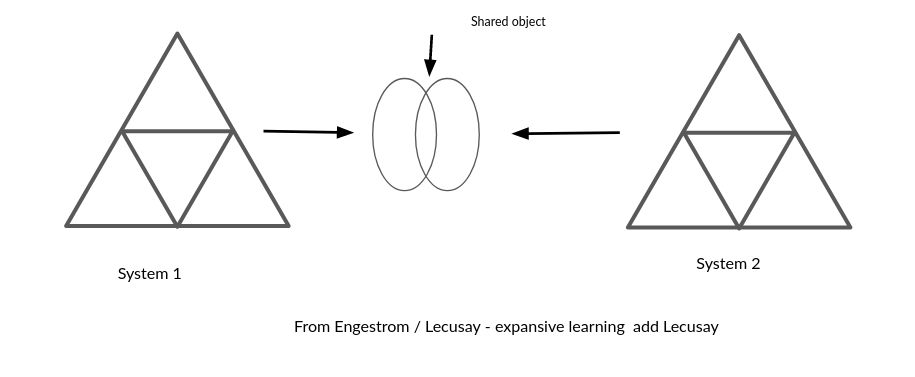 Shared object
System 1
System 2
From Engestrom / Lecusay - expansive learning  add Lecusay